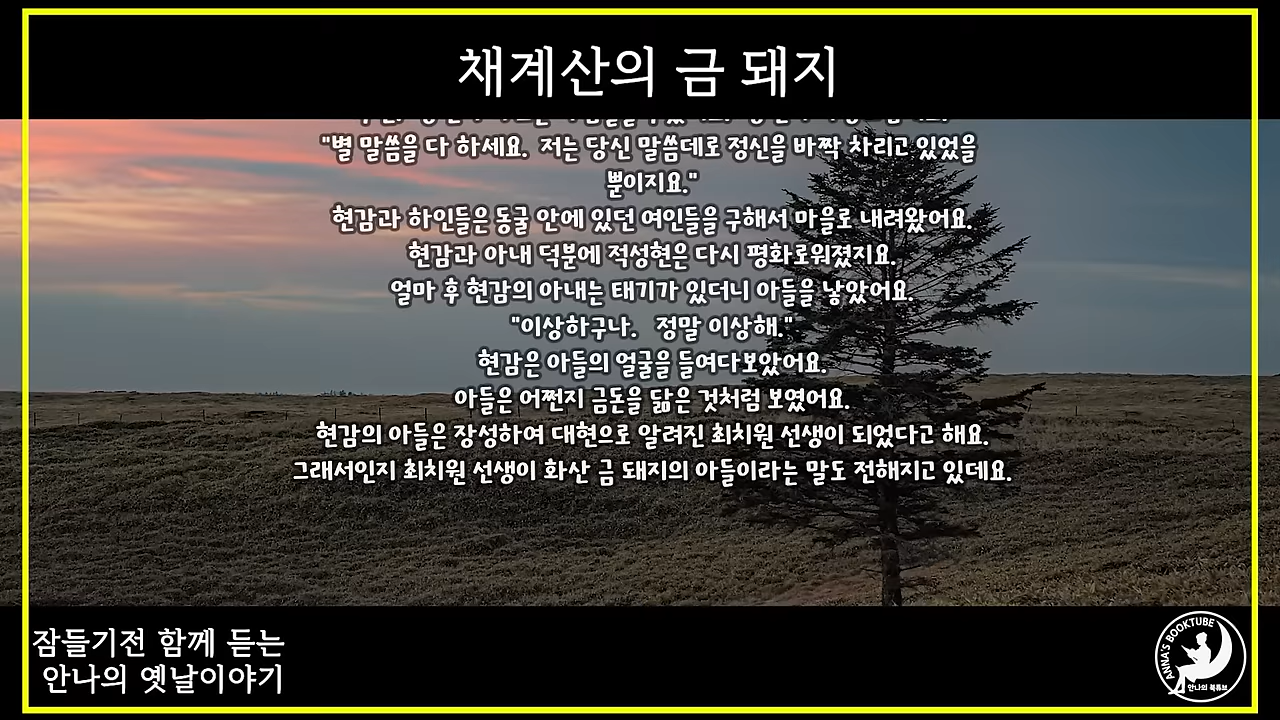 채계산의 금 돼지
"별 말씀을 다 하세요. 저는 당신 말씀데로 정신을 바짝 차리고 있었을
뿐이지요."
현감과 하인들은 동굴 안에 있던 여인들을 구해서 마을로 내려왔어요.
현감과 아내 덕분에 적성현은 다시 평화로워졌지요.
얼마 후 현감의 아내는 태기가 있더니 아들을 낳았어요.
"이상하구나. 정말 이상해."
현감은 아들의 얼굴을 들여다보았어요.
아들은 어쩐지 금돈을 닮은 것처럼 보였어요.
현감의 아들은 장성하여 대현으로 알려진 최치원 선생이 되었다고 해요.
그래서인지 최치원 선생이 화산 금 돼지의 아들이라는 말도 전해지고 있데요.
잠들기전 함께 듣는
안나의 옛날이야기
ANNA'S BOOKTUBE
안나의 북튜브